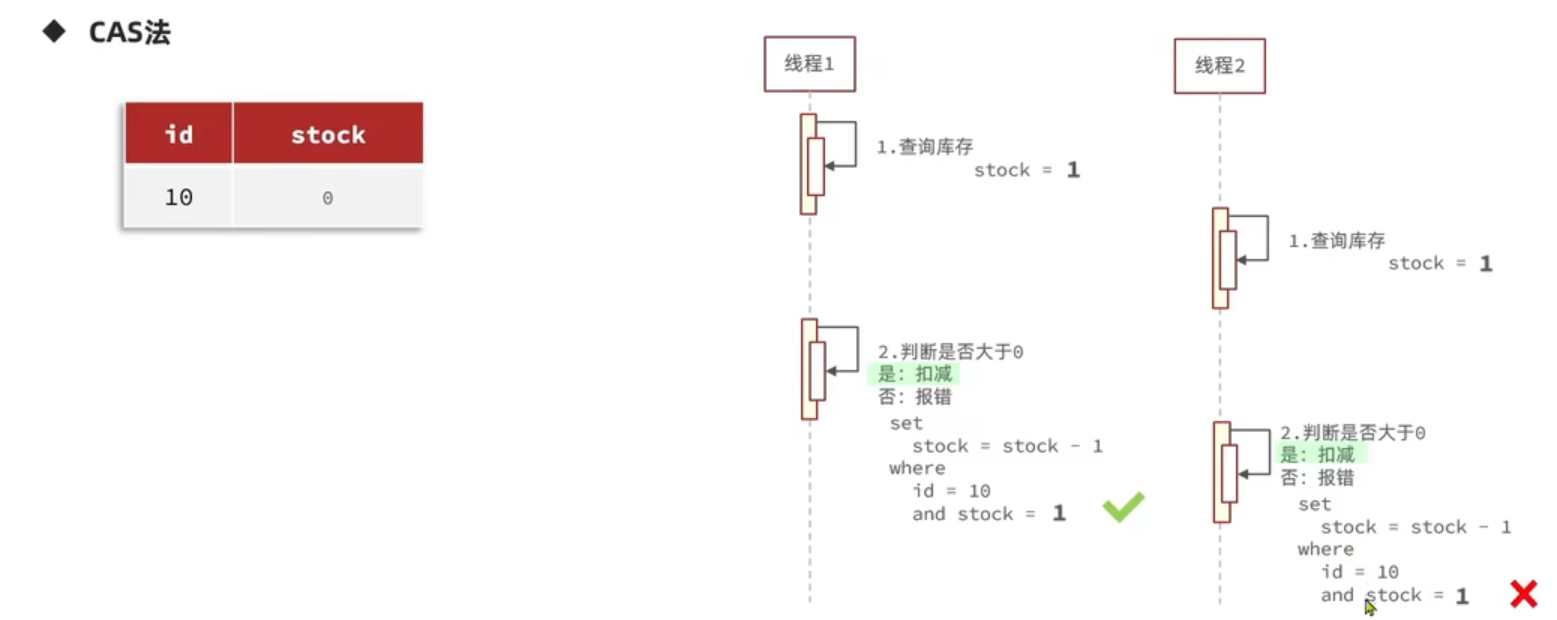 ◆ CAS法
id stock
10 0
线程1
1.查询库存
stock = 1
2.判断是否大于0
是: 扣减
否: 报错
set
stock = stock - 1
where
id = 10
and stock = 1
线程2
1.查询库存
stock = 1
2.判断是否大于0
是: 扣减
否: 报错
set
stock = stock - 1
where
id = 10
and stock = 1